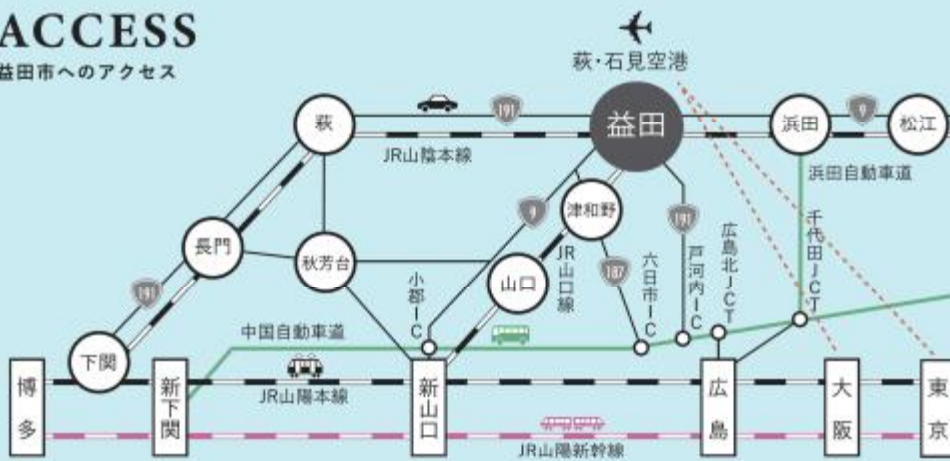 ACCESS
益田市へのアクセス
萩・石見空港
萩
191
益田
浜田
9
松江
JR山陰本線
浜田自動車道
9
津和野
191
長門
秋芳台
山口
JR山口線
187
六日市IC
戸河内IC
広島北JCT
千代田JCT
小郡IC
191
中国自動車道
下関
博多
新下関
JR山陽本線
新山口
広島
大阪
東京
JR山陽新幹線